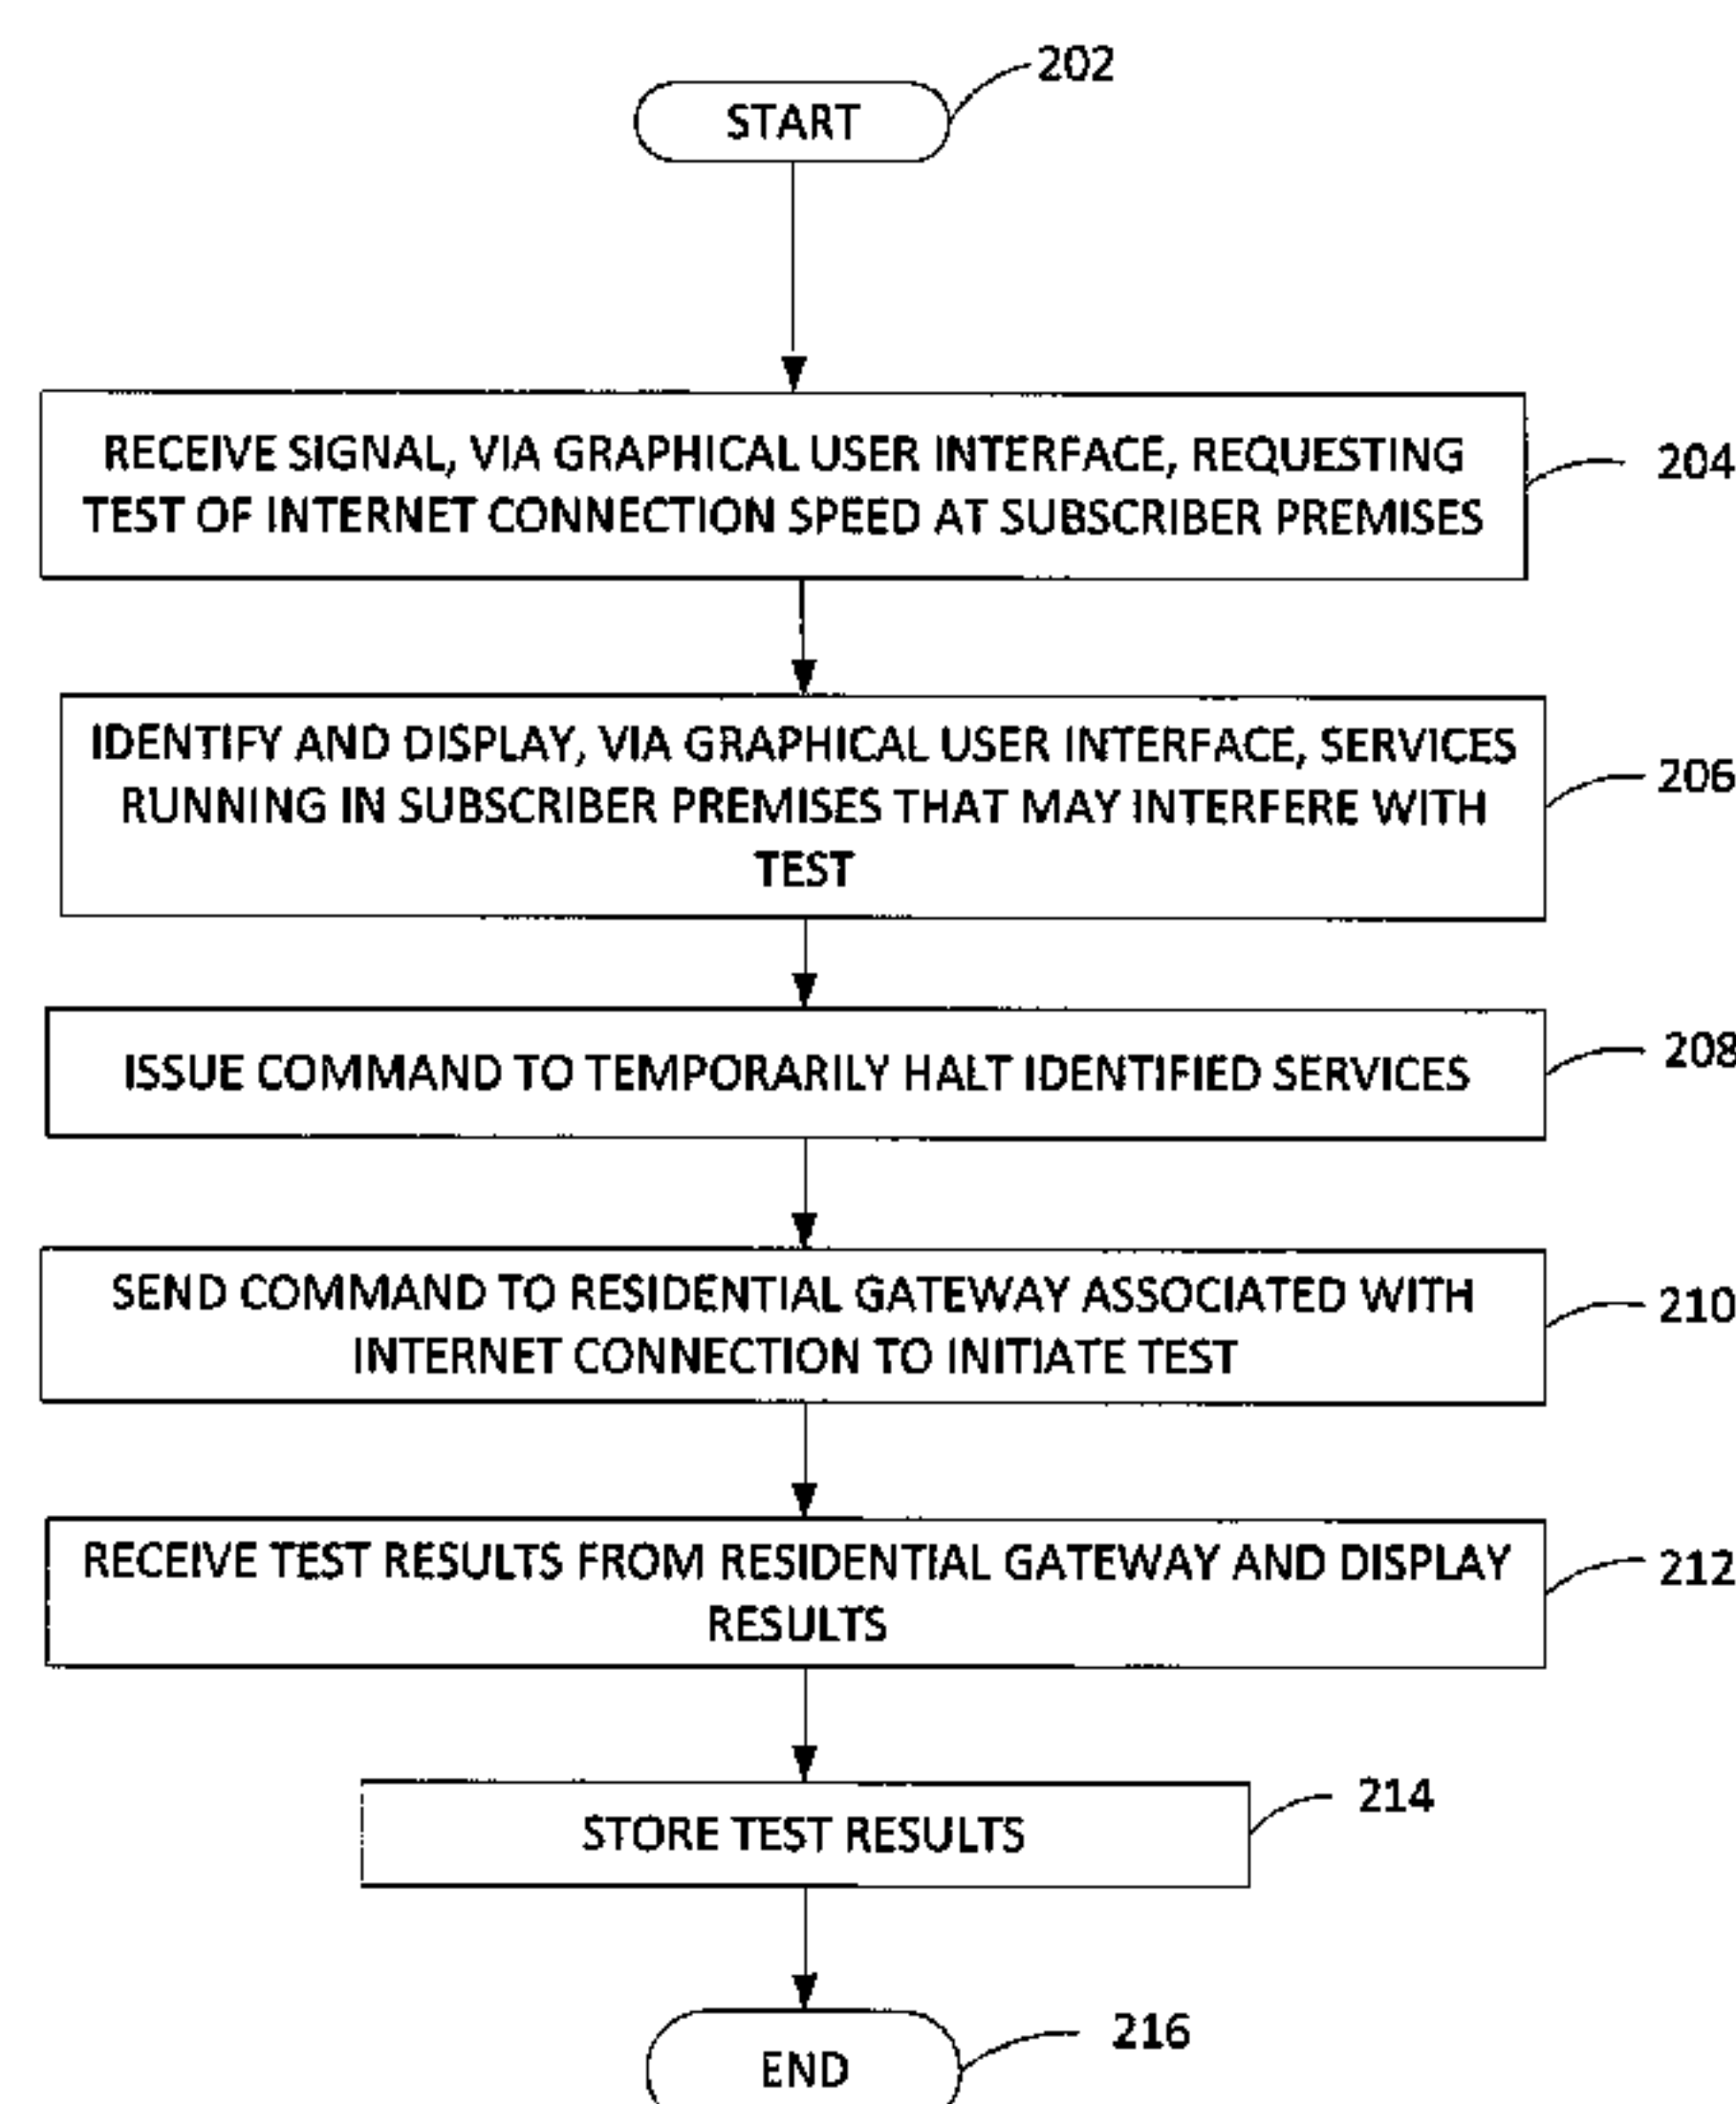 202
START
RECEIVE SIGNAL, VIA GRAPHICAL USER INTERFACE, REQUESTING
TEST OF INTERNET CONNECTION SPEED AT SUBSCRIBER PREMISES
204
IDENTIFY AND DISPLAY, VIA GRAPHICAL USER INTERFACE, SERVICES
RUNNING IN SUBSCRIBER PREMISES THAT MAY INTERFERE WITH
TEST
206
ISSUE COMMAND TO TEMPORARILY HALT IDENTIFIED SERVICES
208
SEND COMMAND TO RESIDENTIAL GATEWAY ASSOCIATED WITH
INTERNET CONNECTION TO INITIATE TEST
210
RECEIVE TEST RESULTS FROM RESIDENTIAL GATEWAY AND DISPLAY
RESULTS
212
STORE TEST RESULTS
214
END
216